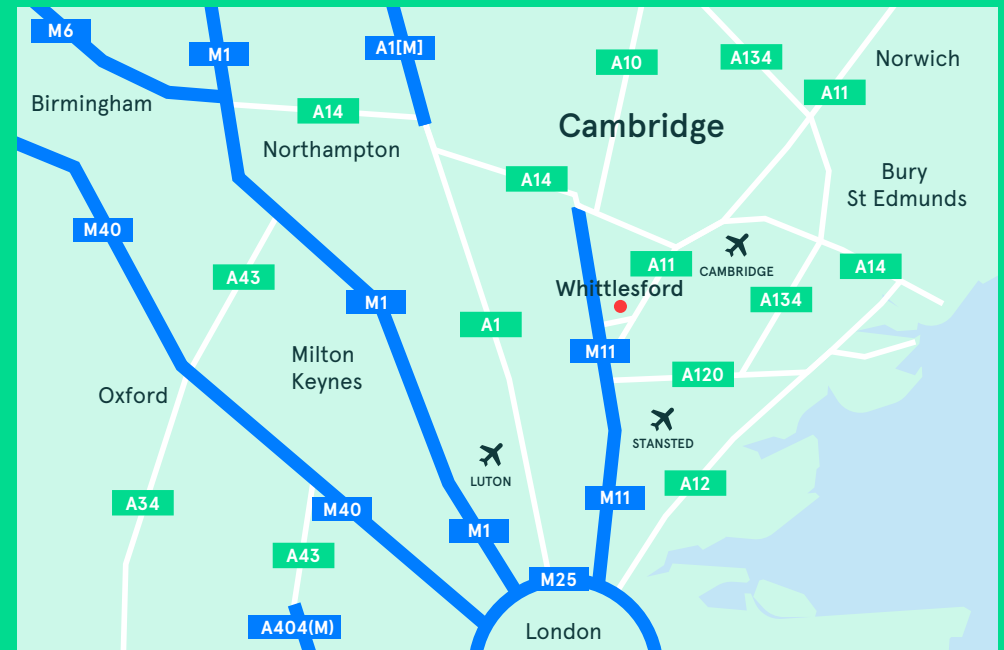 M6
M1
A1[M]
A10
A134
Norwich
A11
Birmingham
A14
Cambridge
Northampton
A14
Bury
St Edmunds
M40
A43
A11
CAMBRIDGE
A14
Whittlesford
A134
M1
A1
M11
Milton
Keynes
A120
Oxford
STANSTED
LUTON
A12
A34
M40
M11
M1
A43
M25
A404(M)
London